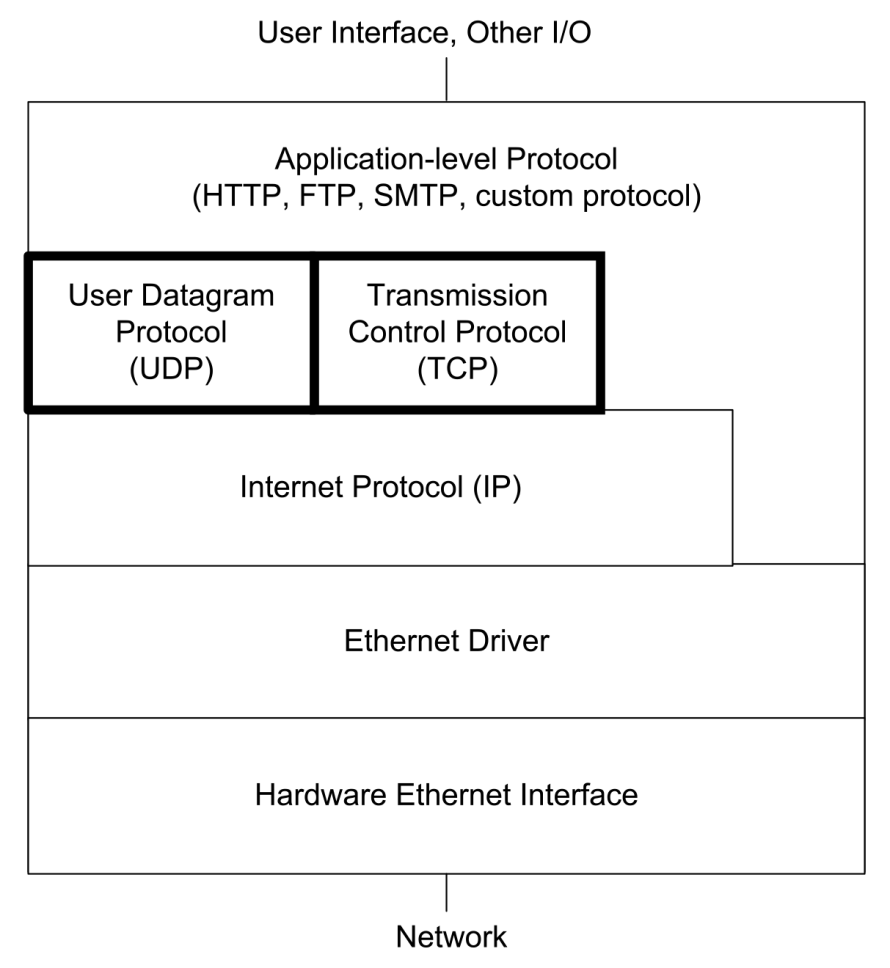 User Interface, Other I/O
Application-level Protocol
(HTTP, FTP, SMTP, custom protocol)
User Datagram
Protocol
(UDP)
Transmission
Control Protocol
(TCP)
Internet Protocol (IP)
Ethernet Driver
Hardware Ethernet Interface
Network